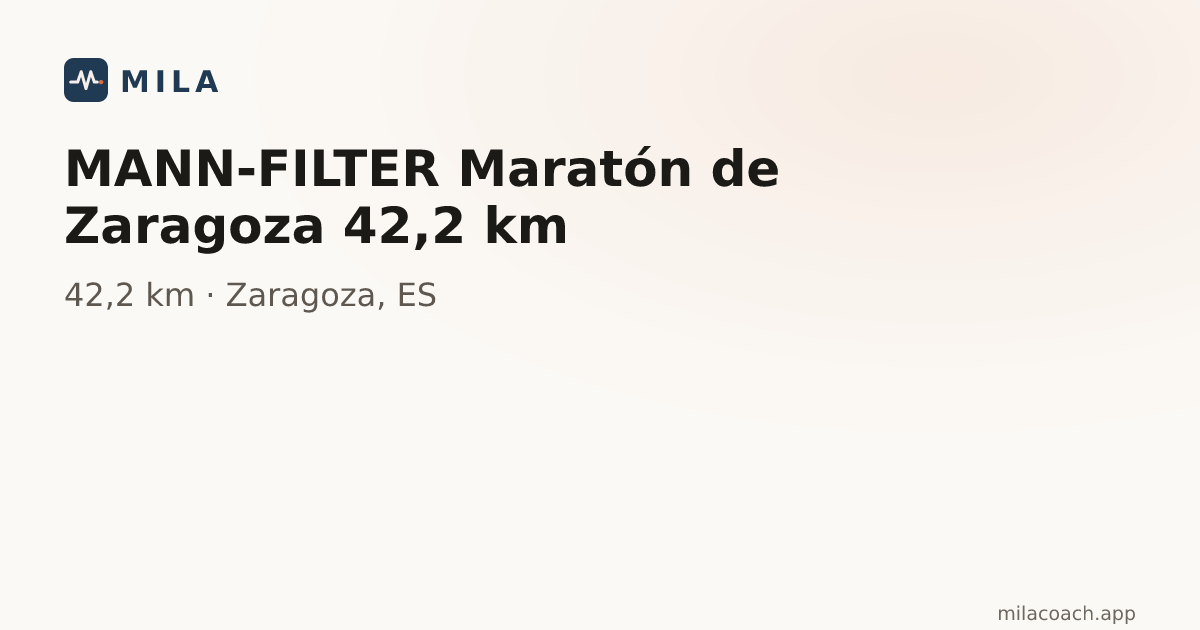 MILA
MANN-FILTER Maratón de
Zaragoza 42,2 km
42,2 km · Zaragoza, ES
milacoach.app